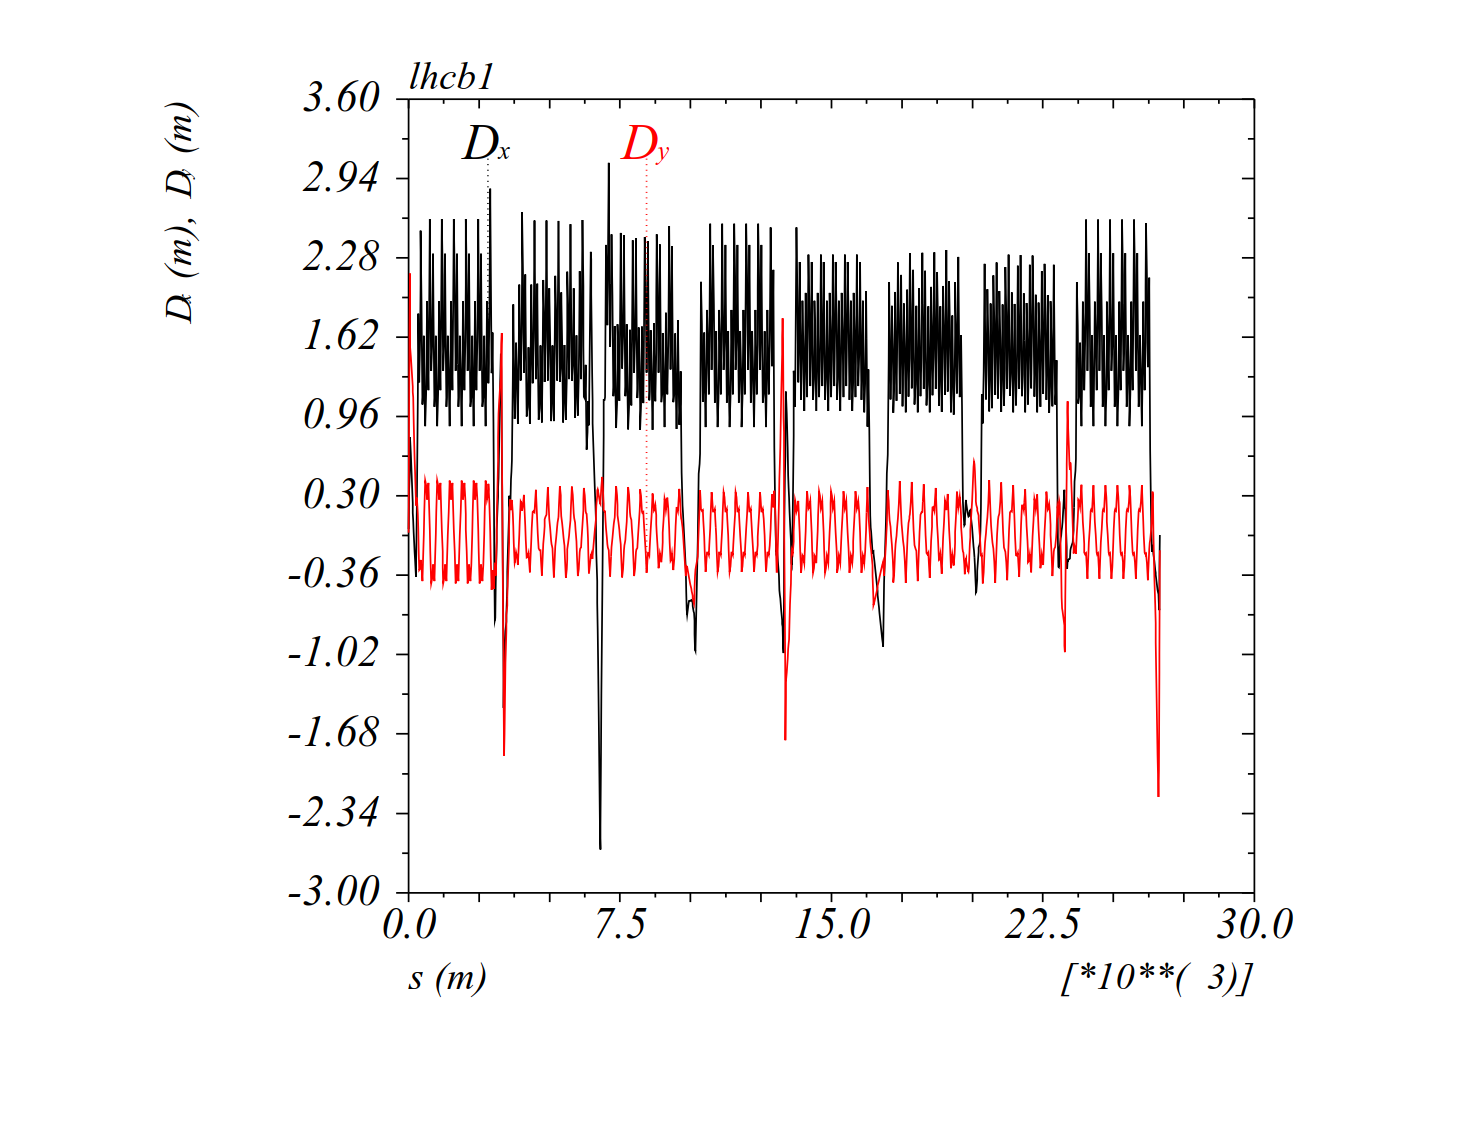 lhcb1
D x (m), D y (m)
3.60
2.94
2.28
1.62
0.96
0.30
-0.36
-1.02
-1.68
-2.34
-3.00
Dx Dy
0.0 7.5 15.0 22.5 30.0
s (m) [*10**( 3)]